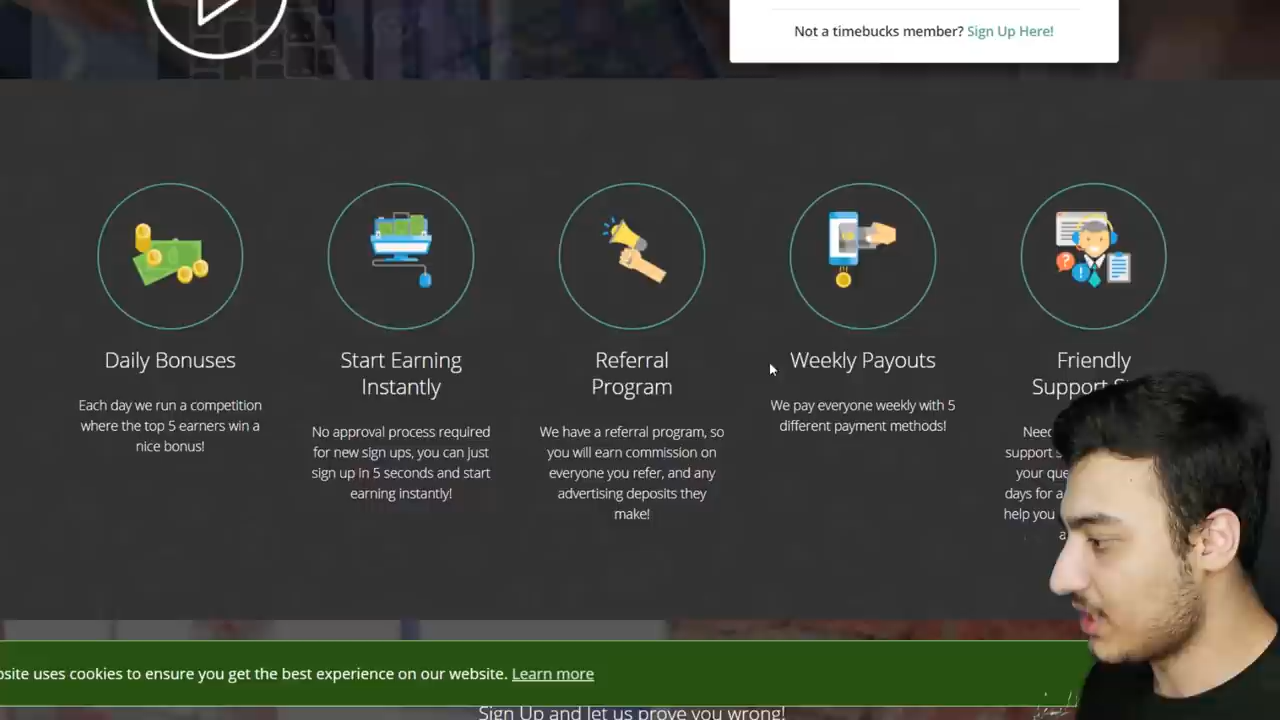 Not a timebucks member? Sign Up Here!
Daily Bonuses
Each day we run a competition
where the top 5 earners win a
nice bonus!
Start Earning
Instantly
No approval process required
for new sign ups, you can just
sign up in 5 seconds and start
earning instantly!
Referral
Program
We have a referral program, so
you will earn commission on
everyone you refer, and any
advertising deposits they
make!
Weekly Payouts
We pay everyone weekly with 5
different payment methods!
Friendly
Support
your
days for a
help you
uses cookies to ensure you get the best experience on our website. Learn more
Sign Up and let us prove you wrong!